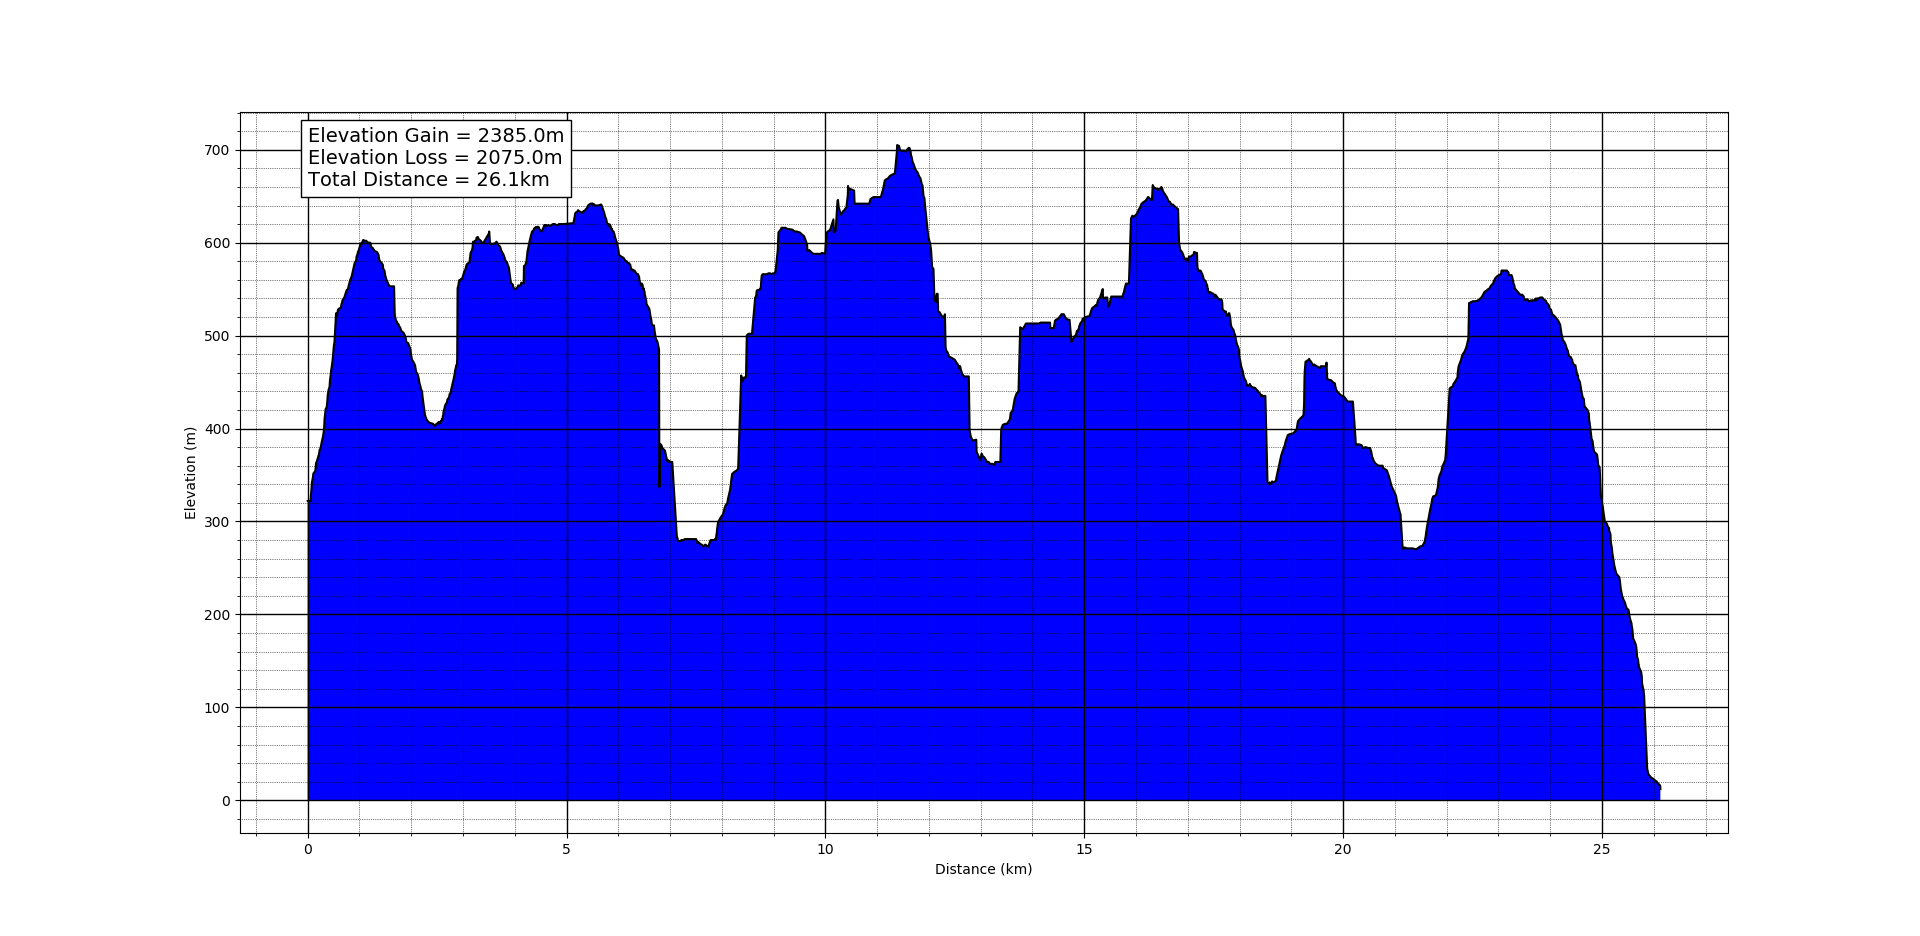 Elevation Gain = 2385.0m
Elevation Loss = 2075.0m
Total Distance = 26.1km
700
600
500
400
300
200
100
0
Elevation (m)
0 5 10 15 20 25
Distance (km)